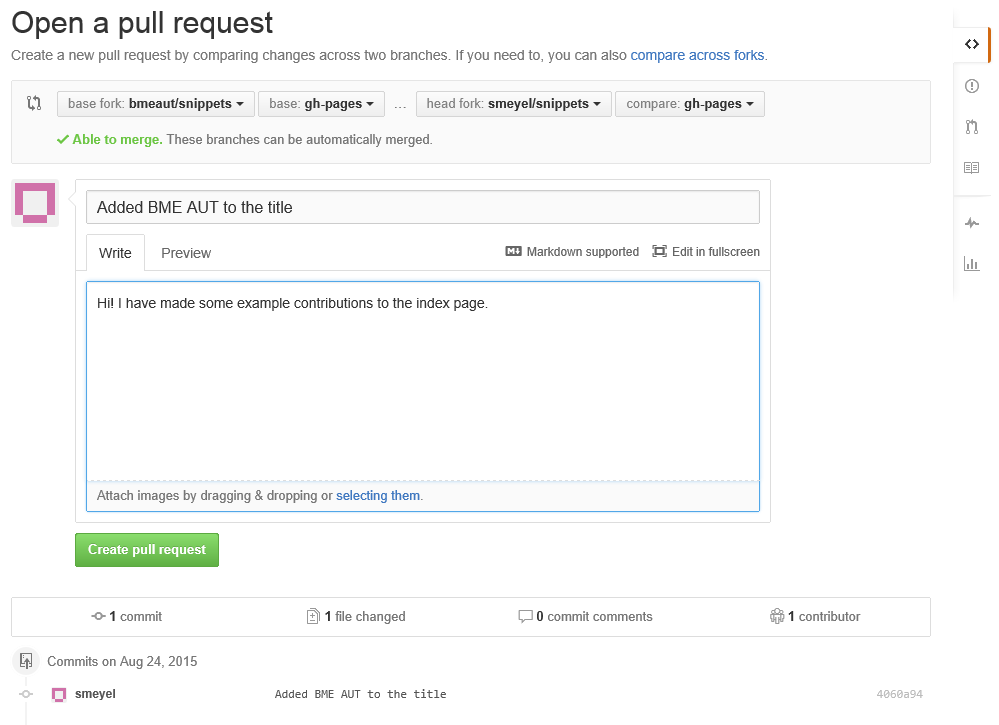 Open a pull request
Create a new pull request by comparing changes across two branches. If you need to, you can also compare across forks.
base fork: bmeaut/snippets base: gh-pages ... head fork: smeyel/snippets compare: gh-pages
Able to merge. These branches can be automatically merged.
Added BME AUT to the title
Write Preview Markdown supported Edit in fullscreen
Hi! I have made some example contributions to the index page.
Attach images by dragging & dropping or selecting them.
Create pull request
1 commit 1 file changed 0 commit comments 1 contributor
Commits on Aug 24, 2015
smeyel Added BME AUT to the title 4060a94